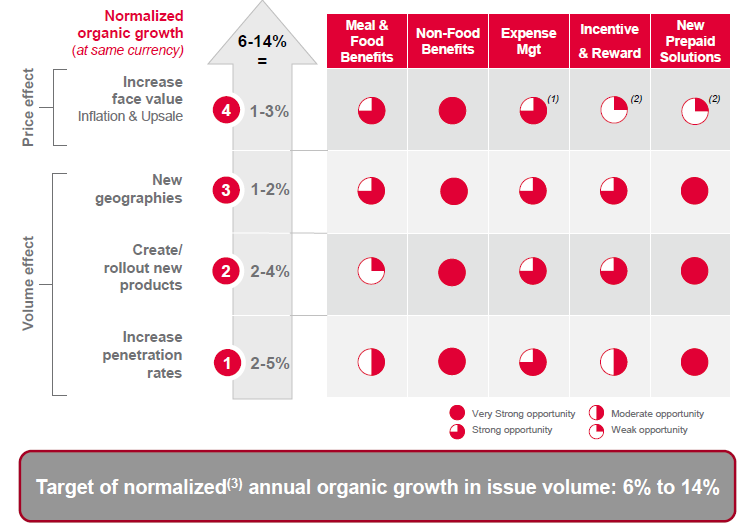 Normalized
organic growth
(at same currency)
6-14%
=
Meal &
Food
Benefits
Non-Food
Benefits
Expense
Mgt
Incentive
& Reward
New
Prepaid
Solutions
Price effect
Increase
face value
Inflation & Upsale
4
1-3%
(1)
(2)
(2)
Volume effect
New
geographies
3
1-2%
Create/
rollout new
products
2
2-4%
Increase
penetration
rates
1
2-5%
Very Strong opportunity
Moderate opportunity
Strong opportunity
Weak opportunity
Target of normalized(3) annual organic growth in issue volume: 6% to 14%